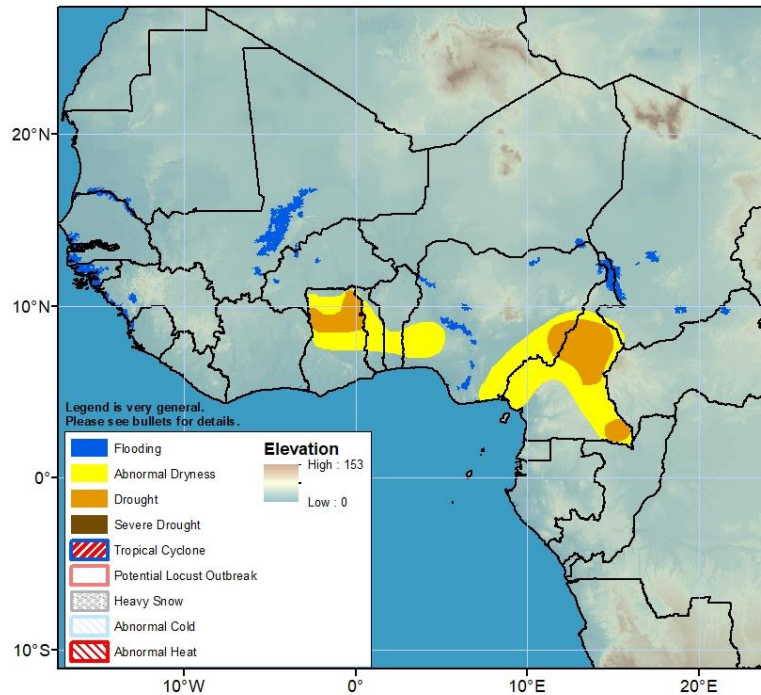 20°N
10°N
0°
10°S
Legend is very general.
Please see bullets for details.
Flooding
Abnormal Dryness
Drought
Severe Drought
Tropical Cyclone
Potential Locust Outbreak
Heavy Snow
Abnormal Cold
Abnormal Heat
Elevation
High : 153
Low : 0
10°W
0°
10°E
20°E